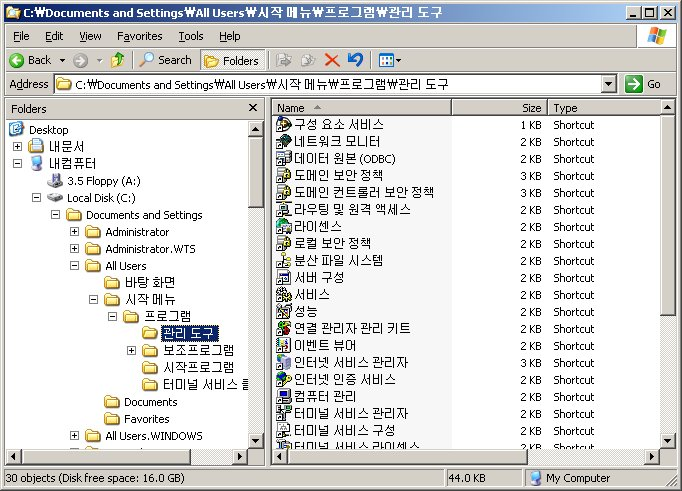 C:₩Documents and Settings₩All Users₩시작 메뉴₩프로그램₩관리 도구
File Edit View Favorites Tools Help
Back Search Folders
Address C:₩Documents and Settings₩All Users₩시작 메뉴₩프로그램₩관리 도구 Go
Folders
Desktop
내문서
내컴퓨터
3.5 Floppy (A:)
Local Disk (C:)
Documents and Settings
Administrator
Administrator.WTS
All Users
바탕 화면
시작 메뉴
프로그램
관리 도구
보조프로그램
시작프로그램
터미널 서비스 클
Documents
Favorites
All Users.WINDOWS
Name Size Type
구성 요소 서비스 1 KB Shortcut
네트워크 모니터 2 KB Shortcut
데이터 원본 (ODBC) 2 KB Shortcut
도메인 보안 정책 3 KB Shortcut
도메인 컨트롤러 보안 정책 3 KB Shortcut
라우팅 및 원격 액세스 2 KB Shortcut
라이센스 2 KB Shortcut
로컬 보안 정책 2 KB Shortcut
분산 파일 시스템 2 KB Shortcut
서버 구성 2 KB Shortcut
서비스 2 KB Shortcut
성능 2 KB Shortcut
연결 관리자 관리 키트 2 KB Shortcut
이벤트 뷰어 2 KB Shortcut
인터넷 서비스 관리자 3 KB Shortcut
인터넷 인증 서비스 2 KB Shortcut
컴퓨터 관리 2 KB Shortcut
터미널 서비스 관리자 2 KB Shortcut
터미널 서비스 구성 2 KB Shortcut
터미널 서비스 라이센스 2 KB Shortcut
30 objects (Disk free space: 16.0 GB) 44.0 KB My Computer